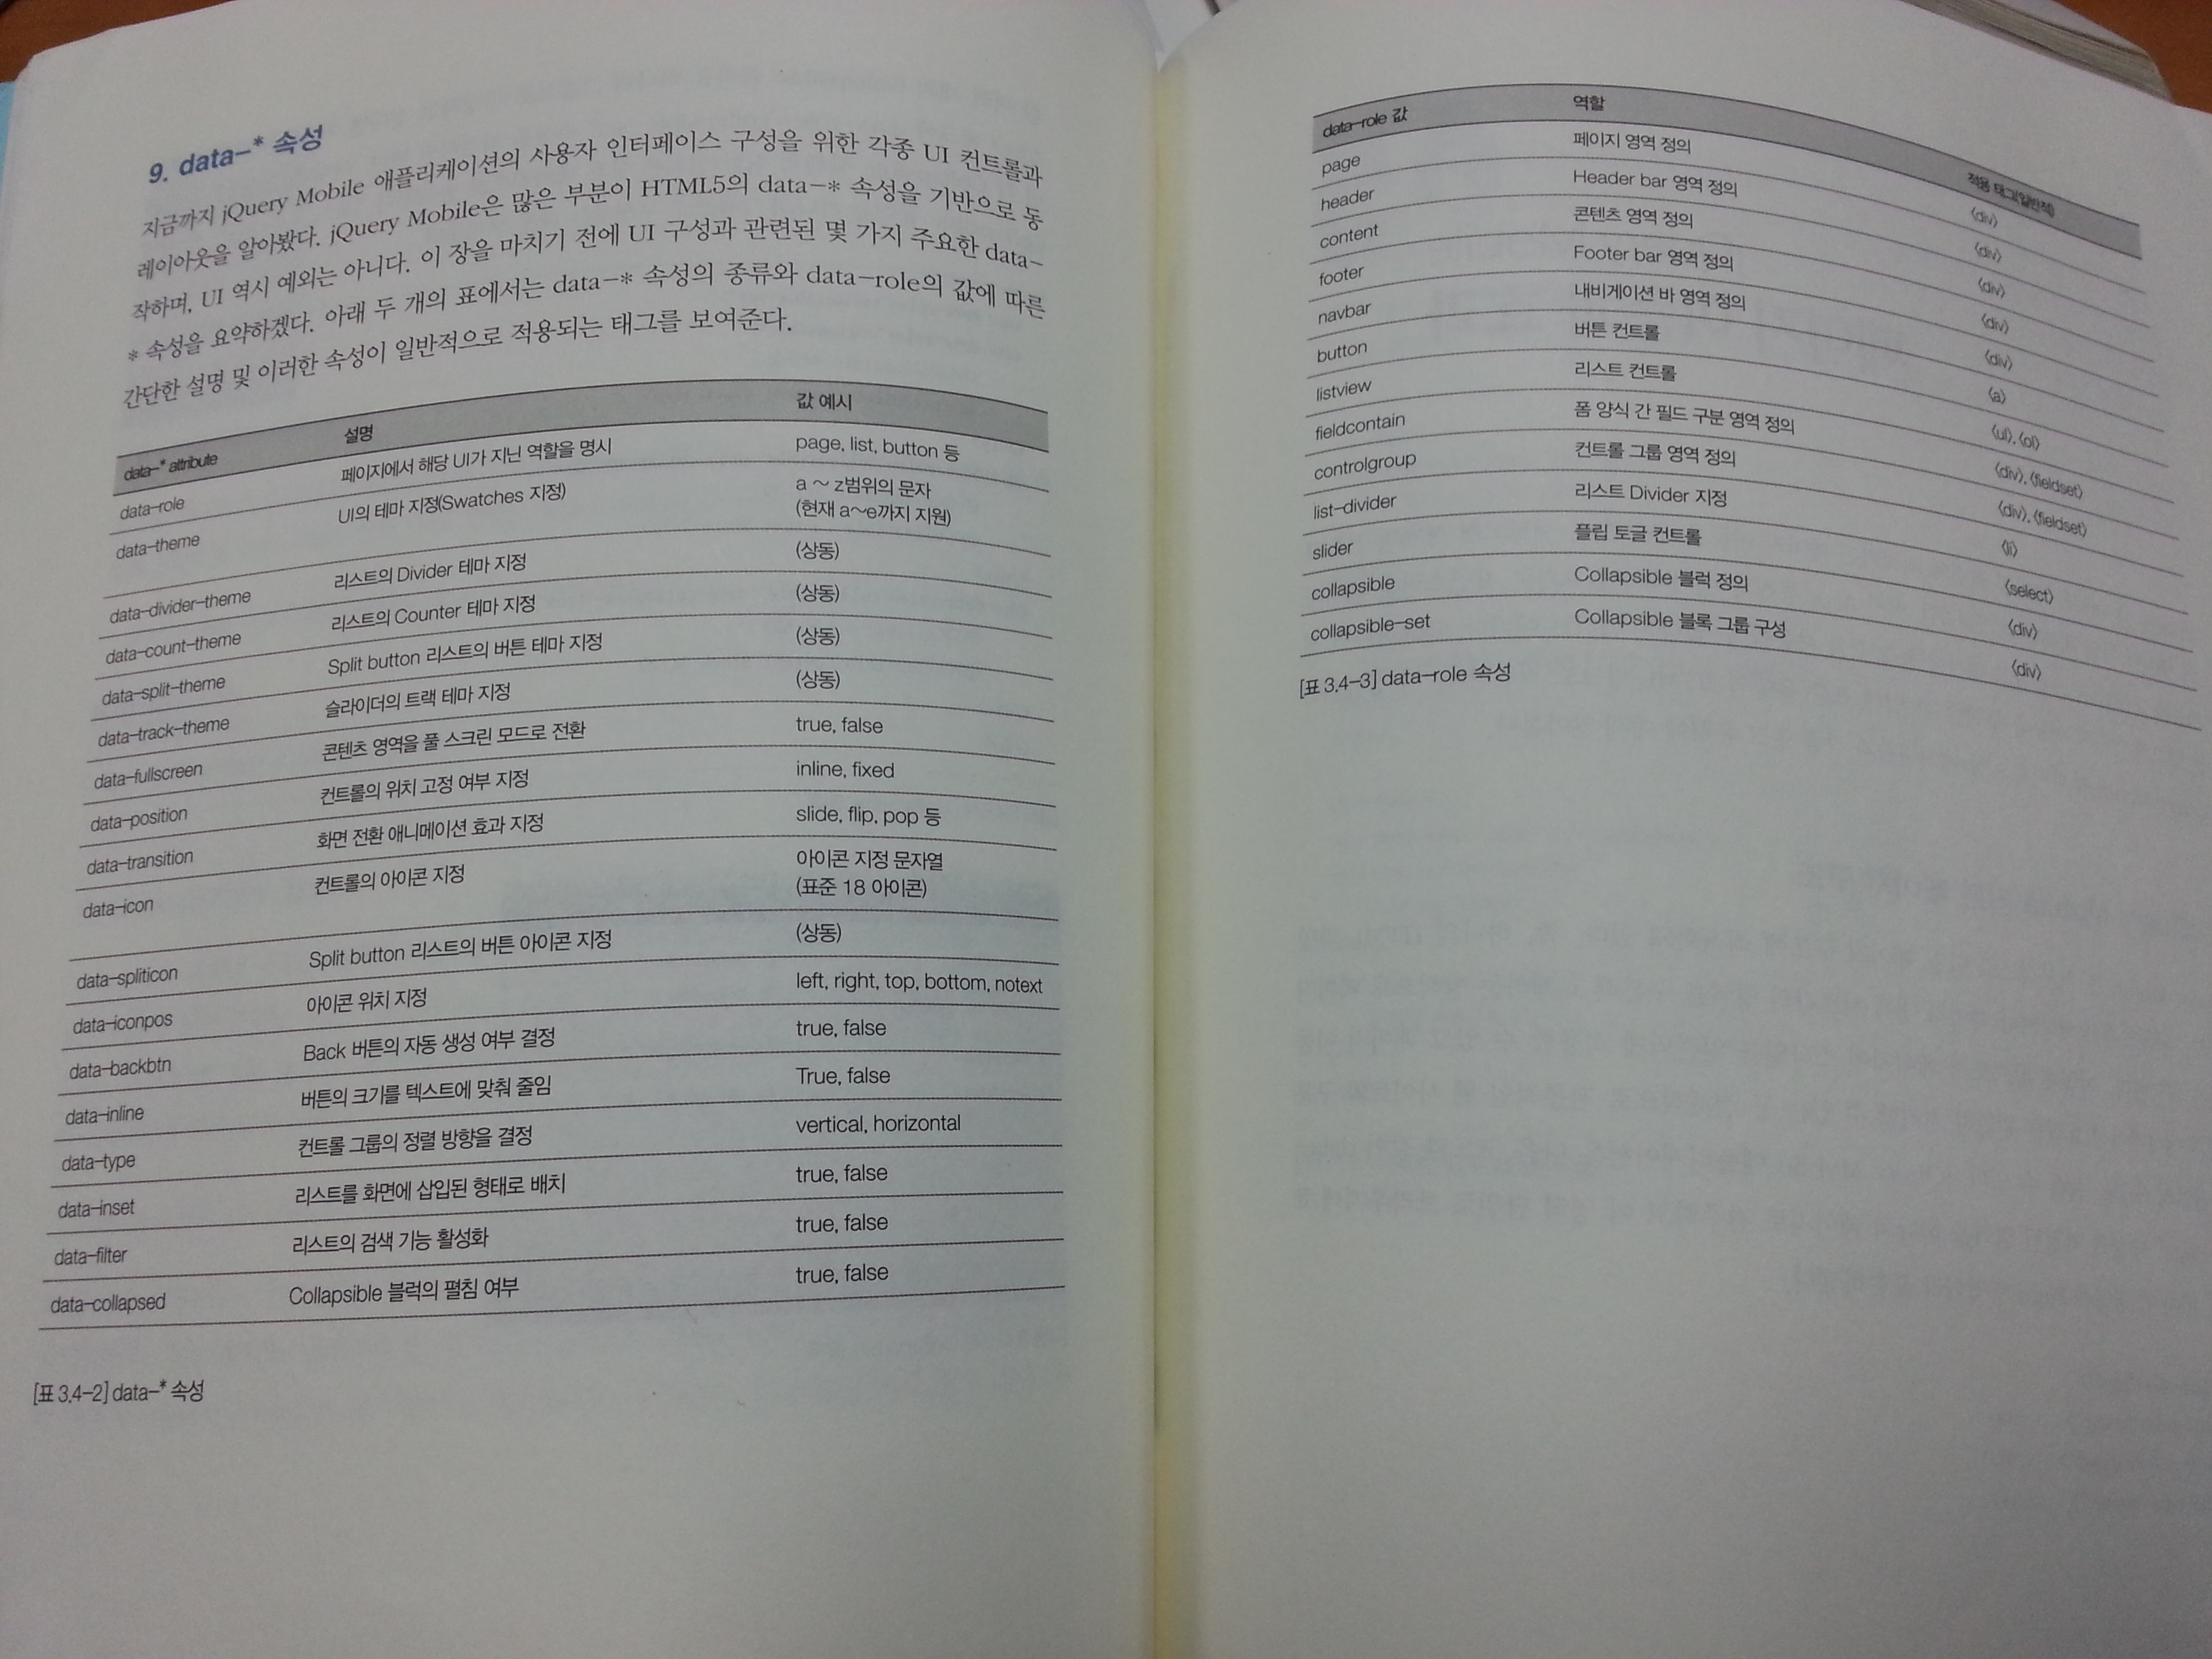 9. data-* 속성
지금까지 jQuery Mobile 애플리케이션의 사용자 인터페이스 구성을 위한 각종 UI 컨트롤과
레이아웃을 알아봤다. jQuery Mobile은 많은 부분이 HTML5의 data-* 속성을 기반으로 동
작하며, UI 역시 예외는 아니다. 이 장을 마치기 전에 UI 구성과 관련된 몇 가지 주요한 data-
* 속성을 요약하겠다. 아래 두 개의 표에서는 data-* 속성의 종류와 data-role의 값에 따른
간단한 설명 및 이러한 속성이 일반적으로 적용되는 태그를 보여준다.
data-* attribute 설명 값 예시
data-role 페이지에서 해당 UI가 지닌 역할을 명시 page, list, button 등
data-theme UI의 테마 지정(Swatches 지정) a ~ z범위의 문자
(현재 a~e까지 지원)
data-divider-theme 리스트의 Divider 테마 지정 (상동)
data-count-theme 리스트의 Counter 테마 지정 (상동)
data-split-theme Split button 리스트의 버튼 테마 지정 (상동)
data-track-theme 슬라이더의 트랙 테마 지정 (상동)
data-fullscreen 콘텐츠 영역을 풀 스크린 모드로 전환 true, false
data-position 컨트롤의 위치 고정 여부 지정 inline, fixed
data-transition 화면 전환 애니메이션 효과 지정 slide, flip, pop 등
data-icon 컨트롤의 아이콘 지정 아이콘 지정 문자열
(표준 18 아이콘)
data-spliticon Split button 리스트의 버튼 아이콘 지정 (상동)
data-iconpos 아이콘 위치 지정 left, right, top, bottom, notext
data-backbtn Back 버튼의 자동 생성 여부 결정 true, false
data-inline 버튼의 크기를 텍스트에 맞춰 줄임 True, false
data-type 컨트롤 그룹의 정렬 방향을 결정 vertical, horizontal
data-inset 리스트를 화면에 삽입된 형태로 배치 true, false
data-filter 리스트의 검색 기능 활성화 true, false
data-collapsed Collapsible 블럭의 펼침 여부 true, false
[표 3.4-2] data-* 속성
data-role 값 역할 적용 태그(일반적)
page 페이지 영역 정의 <div>
header Header bar 영역 정의 <div>
content 콘텐츠 영역 정의 <div>
footer Footer bar 영역 정의 <div>
navbar 내비게이션 바 영역 정의 <div>
button 버튼 컨트롤 <a>
listview 리스트 컨트롤 <ul>, <ol>
fieldcontain 폼 양식 간 필드 구분 영역 정의 <div>, <fieldset>
controlgroup 컨트롤 그룹 영역 정의 <div>, <fieldset>
list-divider 리스트 Divider 지정 <li>
slider 플립 토글 컨트롤 <select>
collapsible Collapsible 블럭 정의 <div>
collapsible-set Collapsible 블록 그룹 구성 <div>
[표 3.4-3] data-role 속성